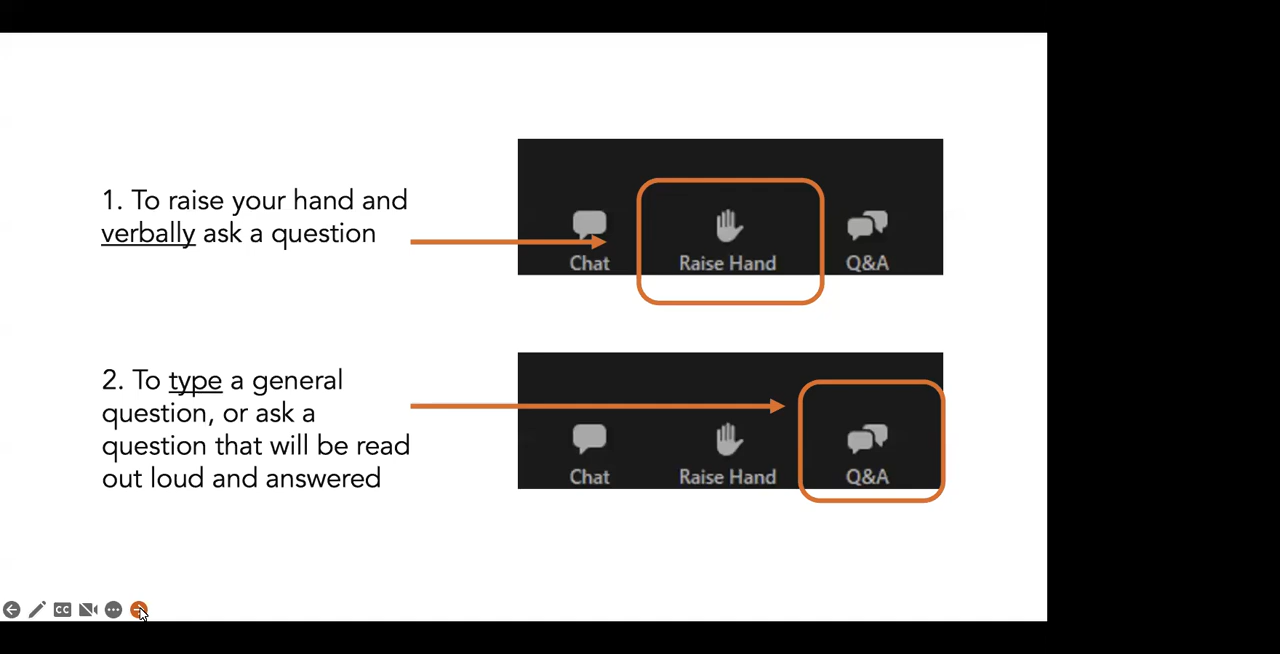 1. To raise your hand and
verbally ask a question
Chat
Raise Hand
Q&A
2. To type a general
question, or ask a
question that will be read
out loud and answered
Chat
Raise Hand
Q&A
CC